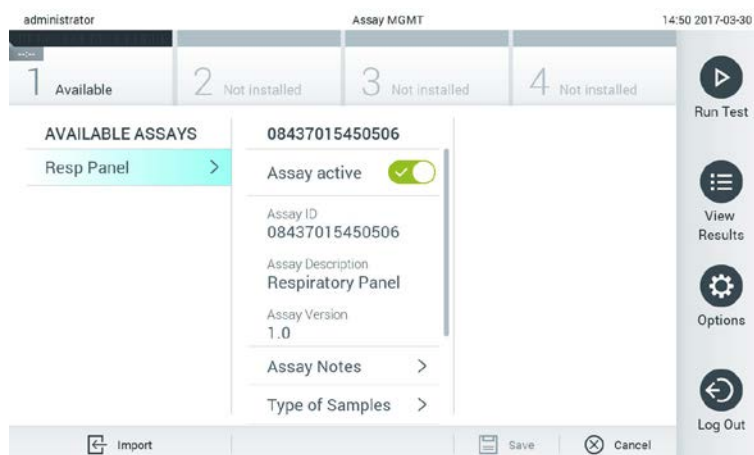 administrator
Assay MGMT
14:50 2017-03-30
--:--
1 Available
2 Not installed
3 Not installed
4 Not installed
AVAILABLE ASSAYS
Resp Panel >
08437015450506
Assay active
Assay ID
08437015450506
Assay Description
Respiratory Panel
Assay Version
1.0
Assay Notes >
Type of Samples >
Run Test
View
Results
Options
Log Out
Import
Save
Cancel